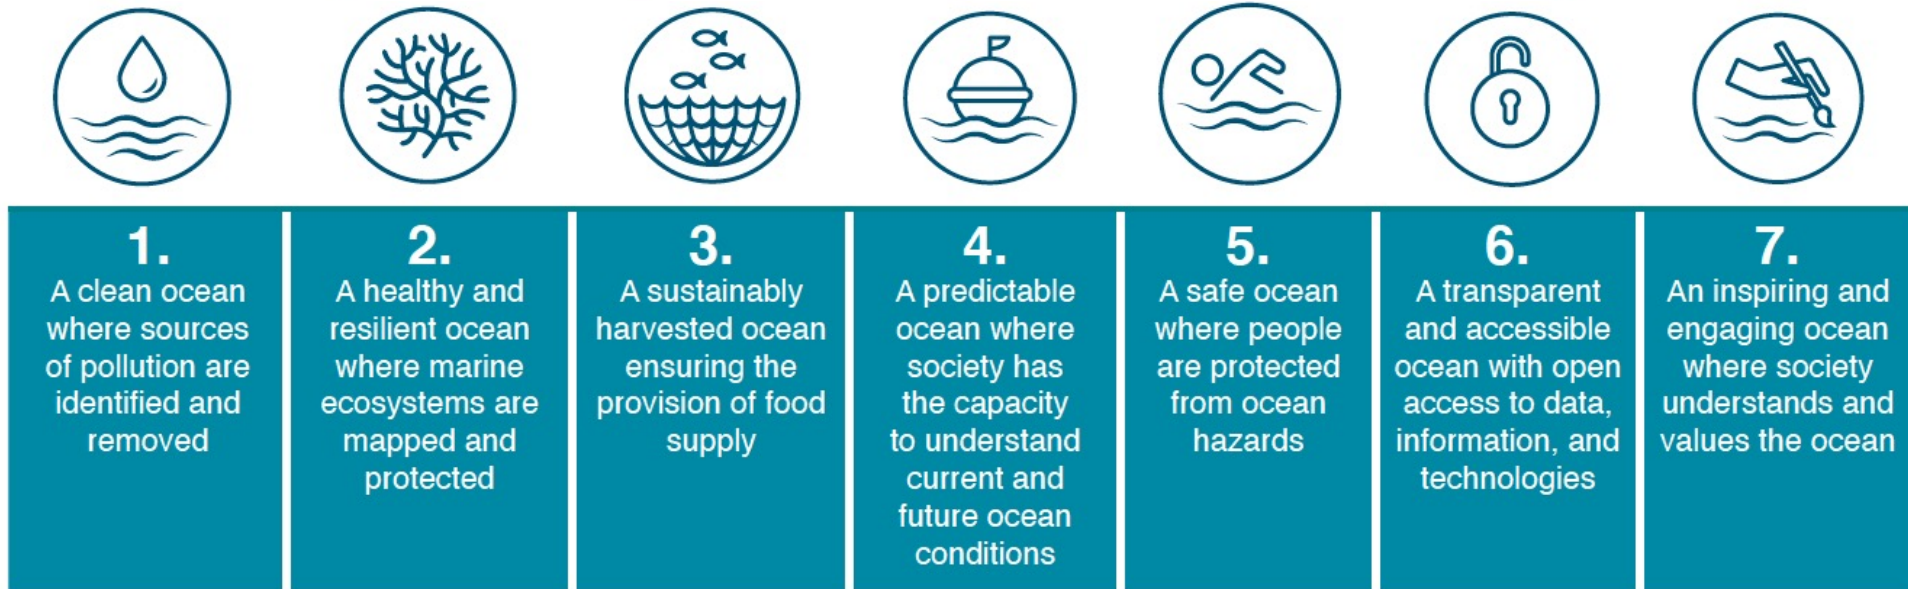 1.
A clean ocean
where sources
of pollution are
identified and
removed
2.
A healthy and
resilient ocean
where marine
ecosystems are
mapped and
protected
3.
A sustainably
harvested ocean
ensuring the
provision of food
supply
4.
A predictable
ocean where
society has
the capacity
to understand
current and
future ocean
conditions
5.
A safe ocean
where people
are protected
from ocean
hazards
6.
A transparent
and accessible
ocean with open
access to data,
information, and
technologies
7.
An inspiring and
engaging ocean
where society
understands and
values the ocean